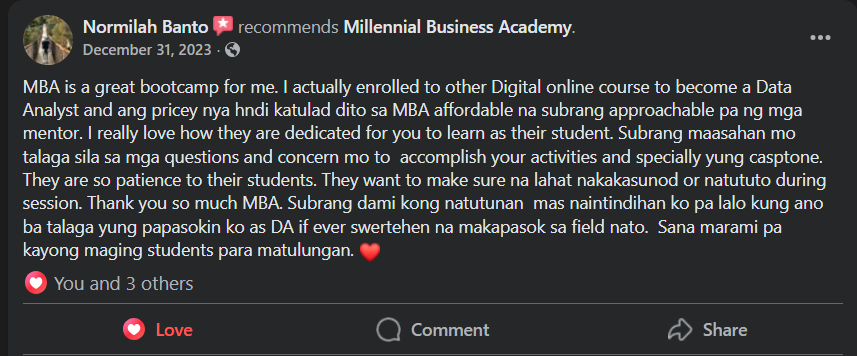 Normilah Banto recommends Millennial Business Academy.
December 31, 2023 ·
MBA is a great bootcamp for me. I actually enrolled to other Digital online course to become a Data
Analyst and and ang pricey nya hndi katulad dito sa MBA affordable na subrang approachable pa ng mga
mentor. I really love how they are dedicated for you to learn as their student. Subrang maasahan mo
talaga sila sa mga questions and concern mo to  accomplish your activities and specially yung casptone.
They are so patience to their students. They want to make sure na lahat nakakasunod or natututo during
session. Thank you so much MBA. Subrang dami kong natutunan  mas naintindihan ko pa lalo kung ano
ba talaga yung papasokin ko as DA if ever swertehen na makapasok sa field nato.  Sana marami pa
kayong maging students para matulungan. ❤️
You and 3 others
Love Comment Share